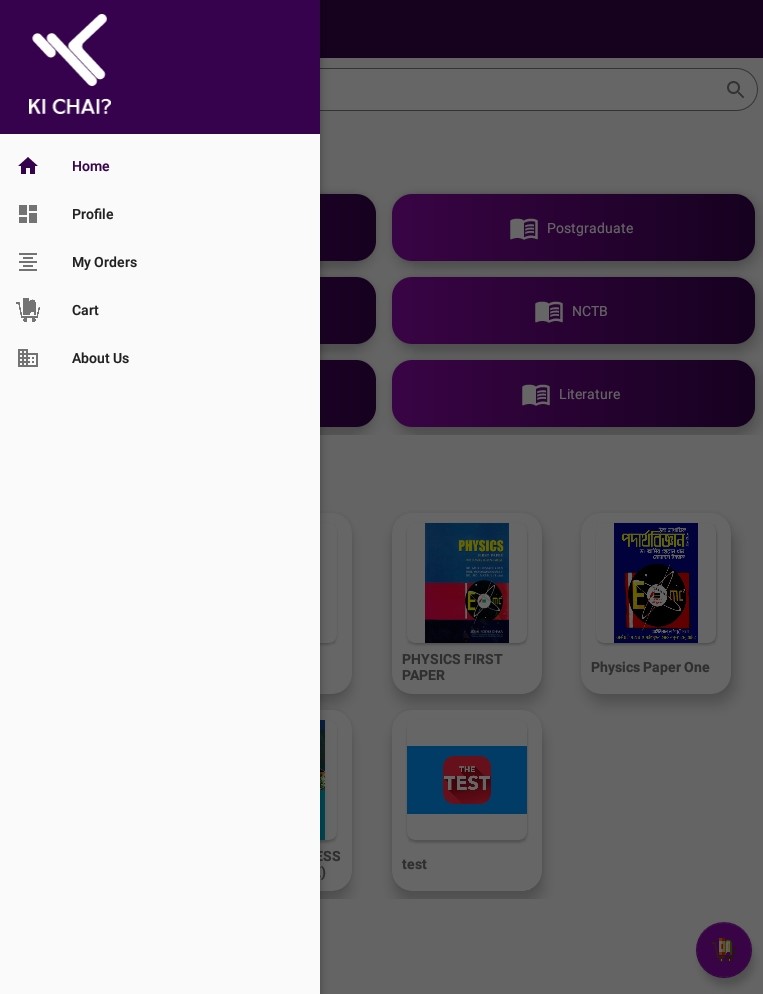 KI CHAI?
Home
Profile
My Orders
Cart
About Us
Postgraduate
NCTB
Literature
PHYSICS
PHYSICS FIRST
PAPER
পদার্থবিজ্ঞান
Physics Paper One
ESS
)
THE
TEST
test